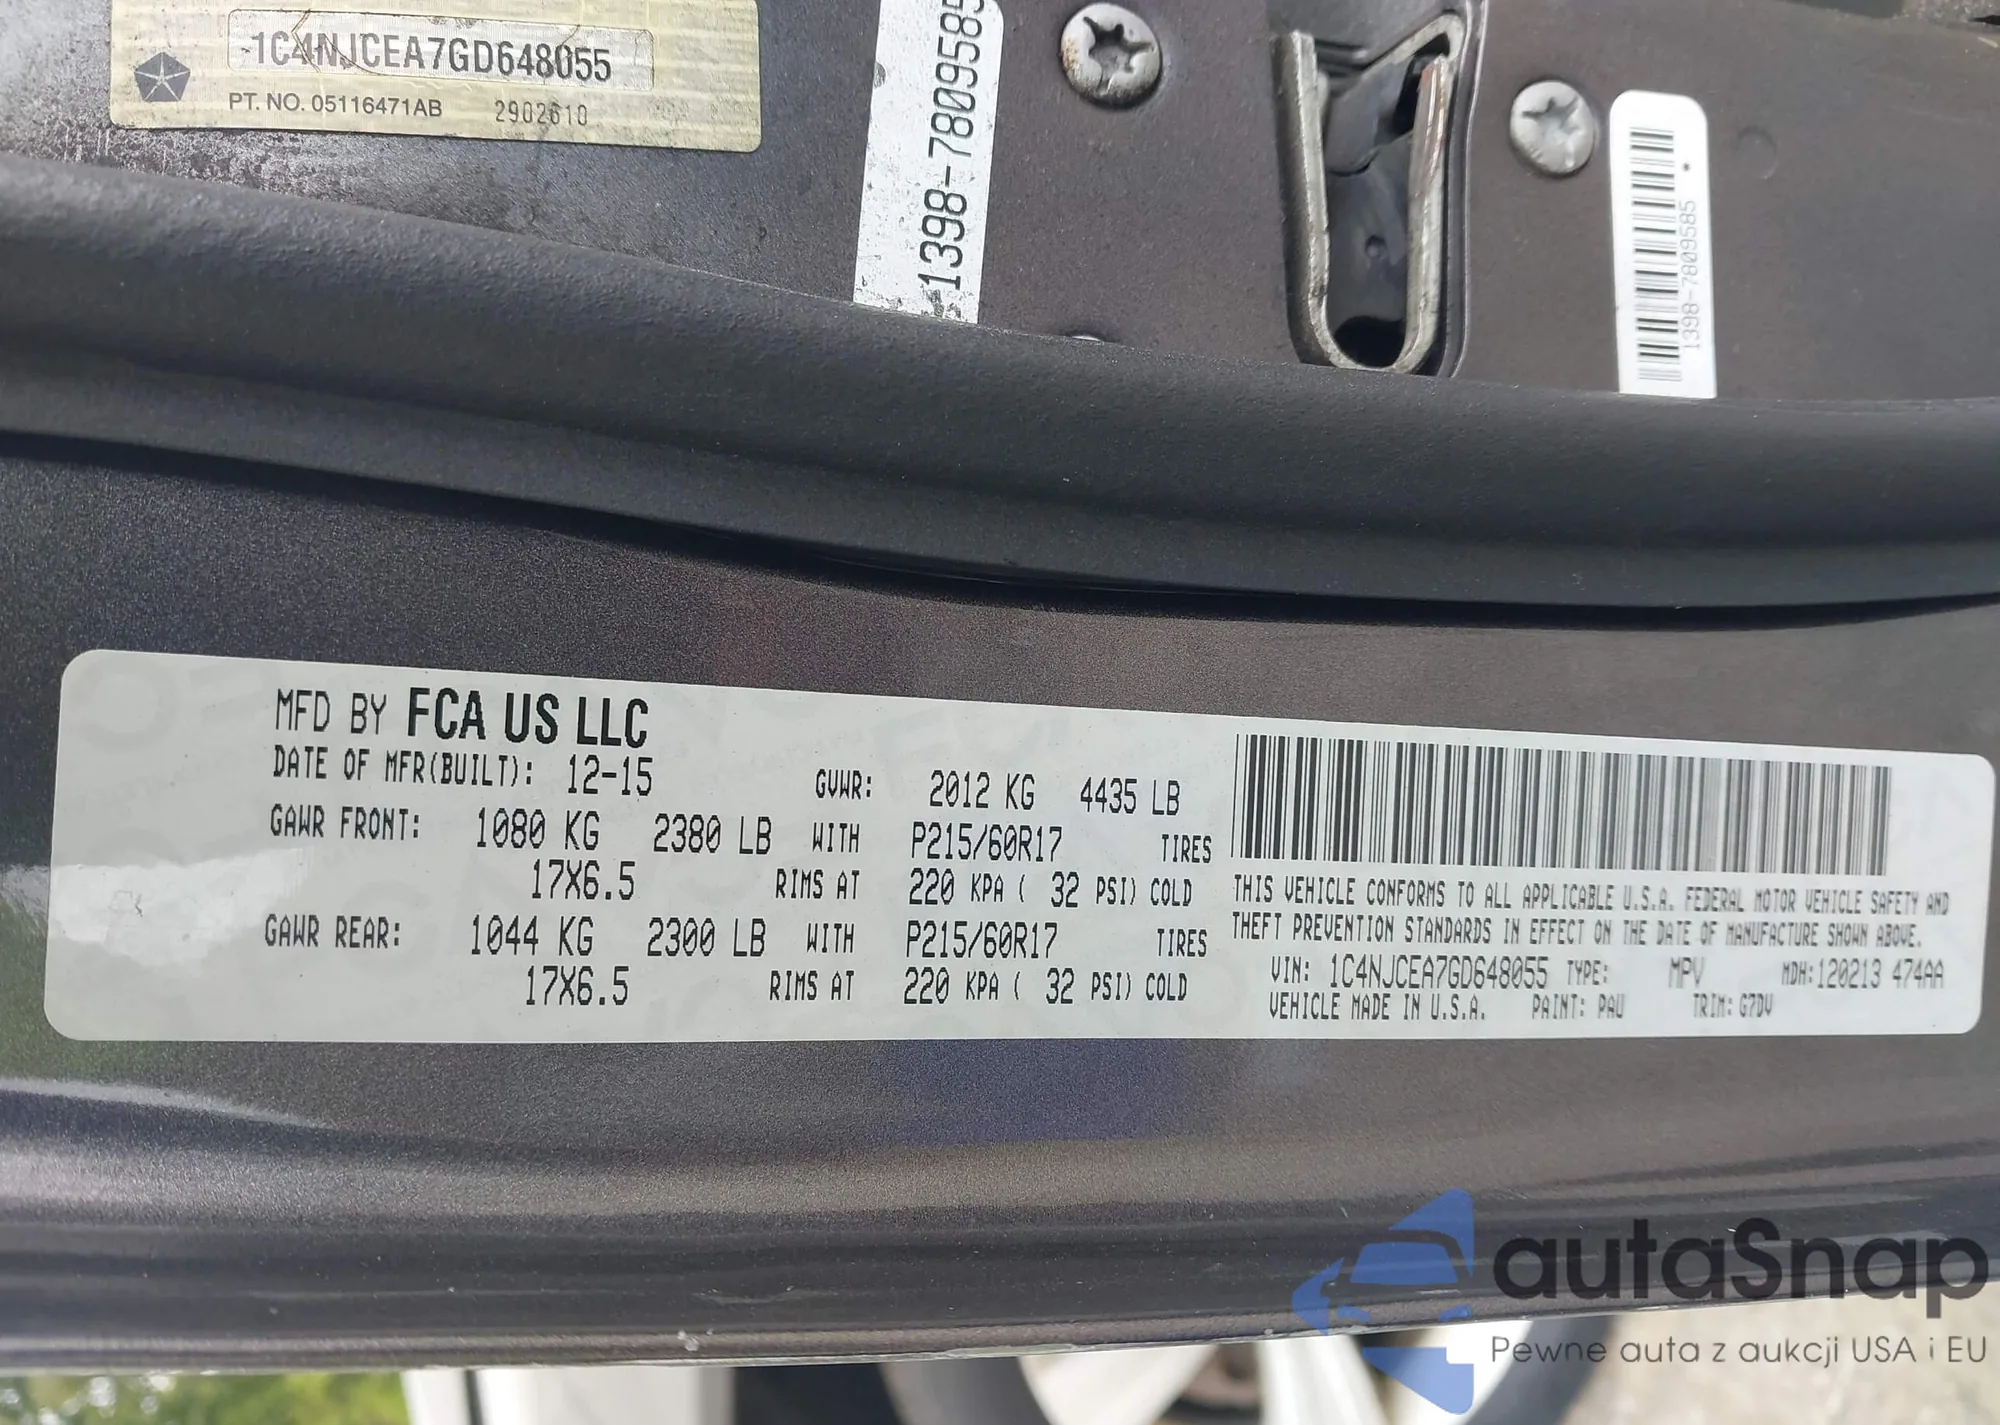 1C4NJCEA7GD648055
PT. NO. 05116471AB 2902610
1398-7809585
1398-7809585
MFD BY FCA US LLC
DATE OF MFR(BUILT): 12-15 GVWR: 2012 KG 4435 LB
GAWR FRONT: 1080 KG 2380 LB WITH P215/60R17 TIRES
17X6.5 RIMS AT 220 KPA ( 32 PSI) COLD
GAWR REAR: 1044 KG 2300 LB WITH P215/60R17 TIRES
17X6.5 RIMS AT 220 KPA ( 32 PSI) COLD
THIS VEHICLE CONFORMS TO ALL APPLICABLE U.S.A. FEDERAL MOTOR VEHICLE SAFETY AND
THEFT PREVENTION STANDARDS IN EFFECT ON THE DATE OF MANUFACTURE SHOWN ABOVE.
VIN: 1C4NJCEA7GD648055 TYPE: MPV MDH:120213 474AA
VEHICLE MADE IN U.S.A. PAINT: PAU TRIM: G7DV
autaSnap
Pewne auta z aukcji USA i EU